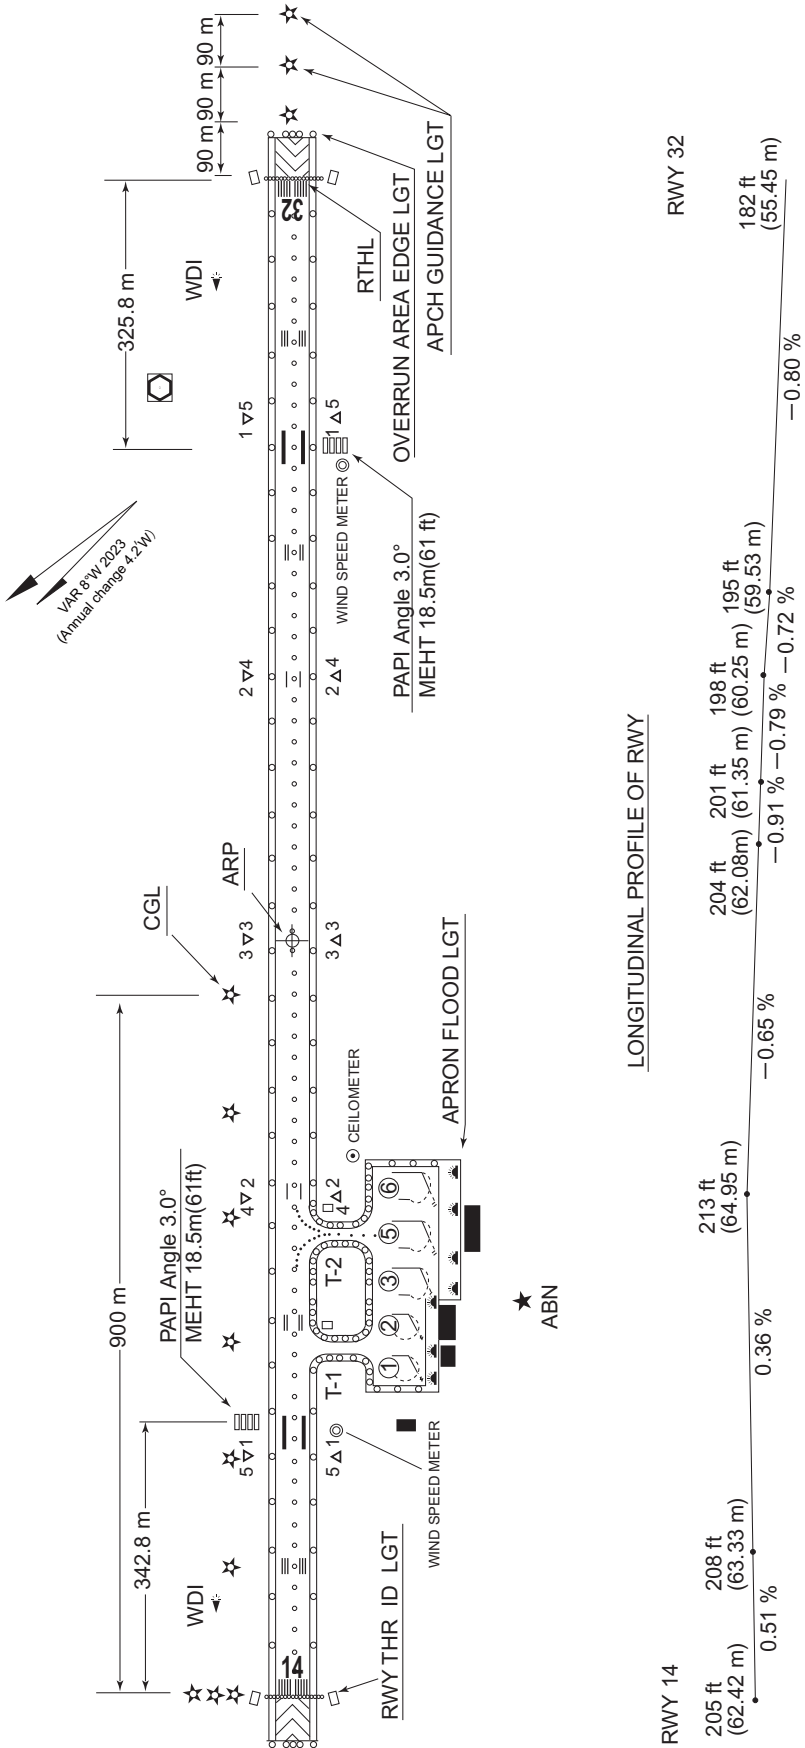 90 m
90 m
90 m
325.8 m
WDI
RTHL
OVERRUN AREA EDGE LGT
APCH GUIDANCE LGT
32
1 5
1 5
VAR 8°W 2023
(Annual change 4.2'W)
WIND SPEED METER
PAPI Angle 3.0°
MEHT 18.5m(61 ft)
2 4
2 4
ARP
CGL
3 3
3 3
900 m
CEILOMETER
APRON FLOOD LGT
PAPI Angle 3.0°
MEHT 18.5m(61ft)
4 2
4 2
T-2
T-1
6
5
3
2
1
ABN
342.8 m
5 1
5 1
WIND SPEED METER
WDI
14
RWY THR ID LGT
LONGITUDINAL PROFILE OF RWY
RWY 14
205 ft
(62.42 m)
0.51 %
208 ft
(63.33 m)
0.36 %
213 ft
(64.95 m)
—0.65 %
204 ft
(62.08m)
—0.91 %
201 ft
(61.35 m)
—0.79 %
198 ft
(60.25 m)
—0.72 %
195 ft
(59.53 m)
—0.80 %
RWY 32
182 ft
(55.45 m)